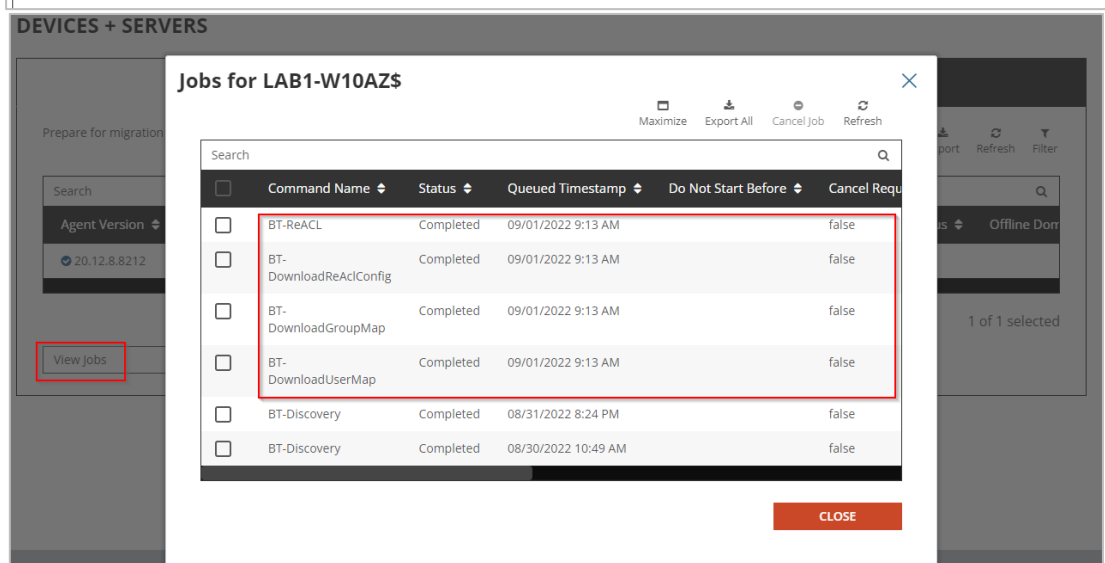 DEVICES + SERVERS
Jobs for LAB1-W10AZ$
Maximize Export All Cancel Job Refresh
Prepare for migration
port Refresh Filter
Search
Search
Command Name Status Queued Timestamp Do Not Start Before Cancel Requ
Agent Version
us Offline Dom
BT-ReACL Completed 09/01/2022 9:13 AM false
20.12.8.8212
BT-
DownloadReAclConfig
Completed 09/01/2022 9:13 AM false
BT-
DownloadGroupMap
Completed 09/01/2022 9:13 AM false
1 of 1 selected
View Jobs
BT-
DownloadUserMap
Completed 09/01/2022 9:13 AM false
BT-Discovery Completed 08/31/2022 8:24 PM false
BT-Discovery Completed 08/30/2022 10:49 AM false
CLOSE